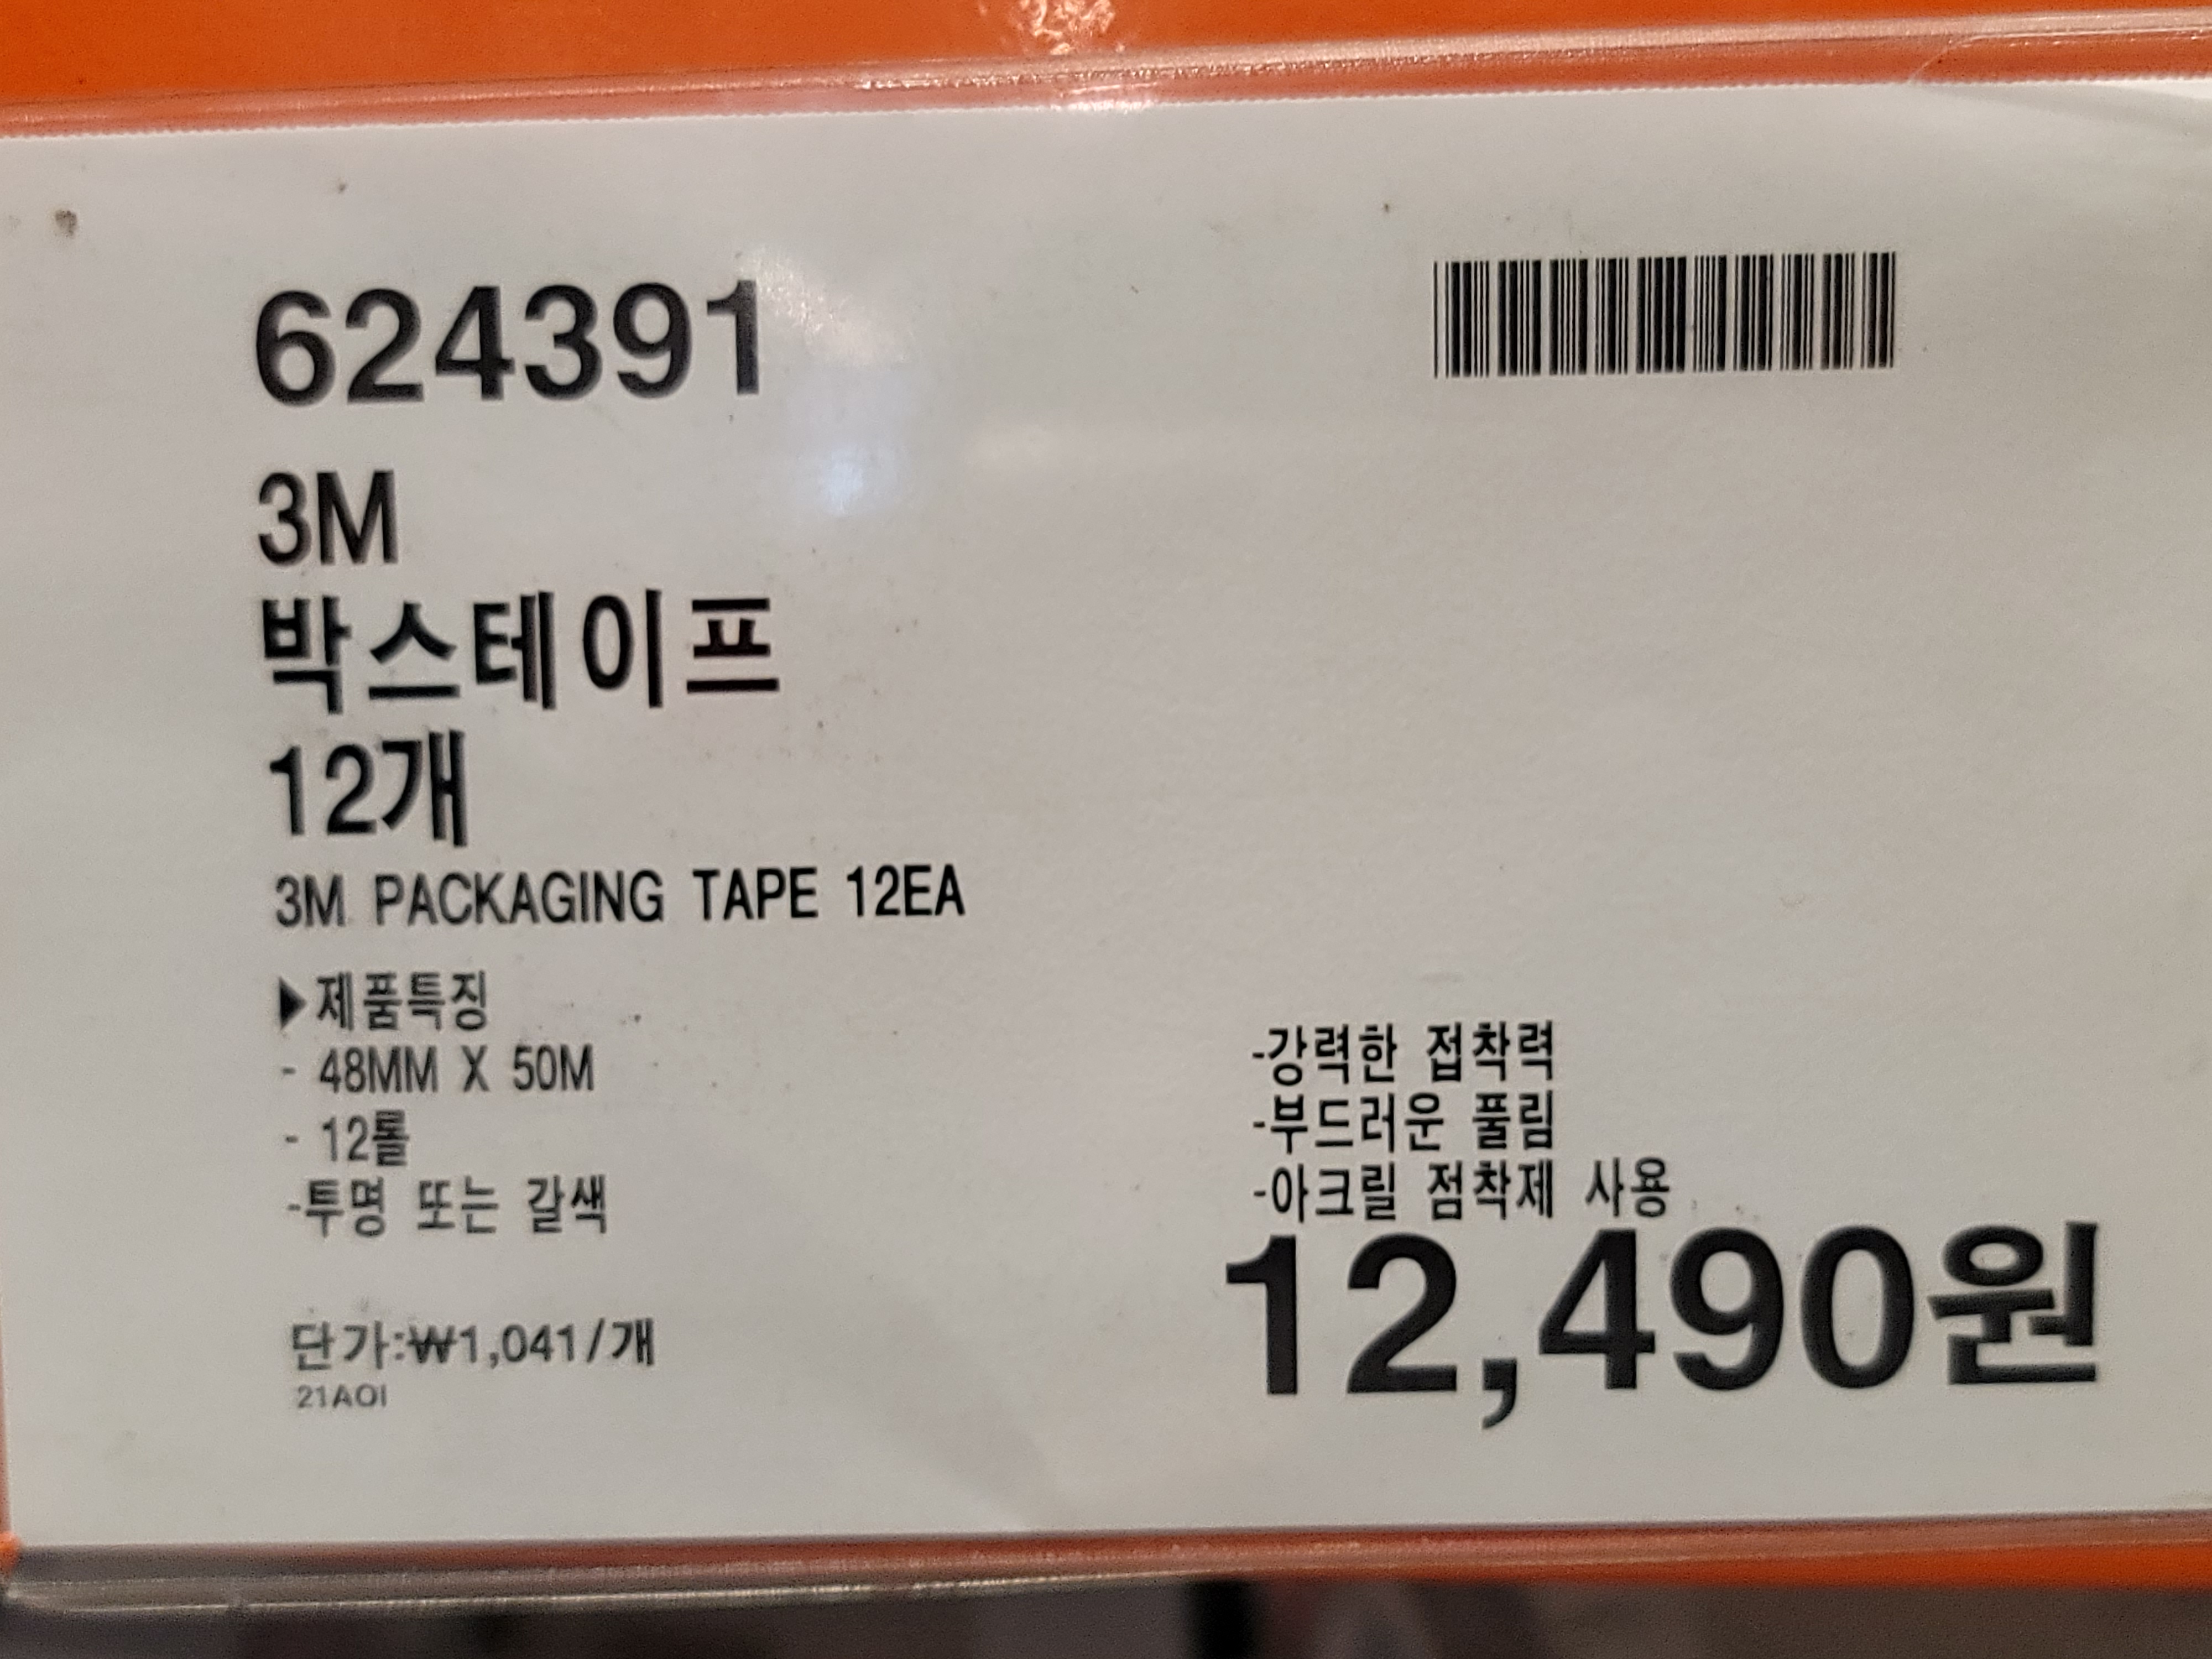 624391
3M
박스테이프
12개
3M PACKAGING TAPE 12EA
▶제품특징
- 48MM X 50M
- 12롤
-투명 또는 갈색
-강력한 접착력
-부드러운 풀림
-아크릴 점착제 사용
12,490원
단가:₩1,041/개
21AOI